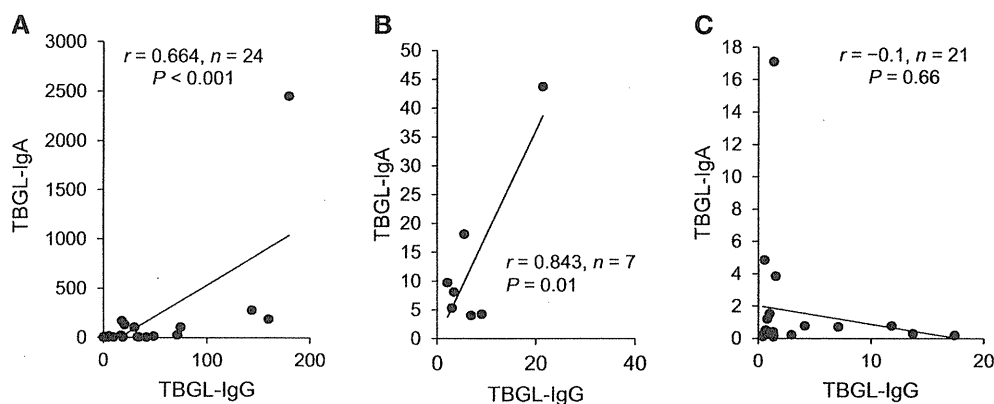 A
r = 0.664, n = 24
P < 0.001
3000
2500
2000
1500
1000
500
0
TBGL-IgA
0
100
200
TBGL-IgG
B
50
45
40
35
30
25
20
15
10
5
0
TBGL-IgA
r = 0.843, n = 7
P = 0.01
0
20
40
TBGL-IgG
C
r = −0.1, n = 21
P = 0.66
18
16
14
12
10
8
6
4
2
0
TBGL-IgA
0
10
20
TBGL-IgG